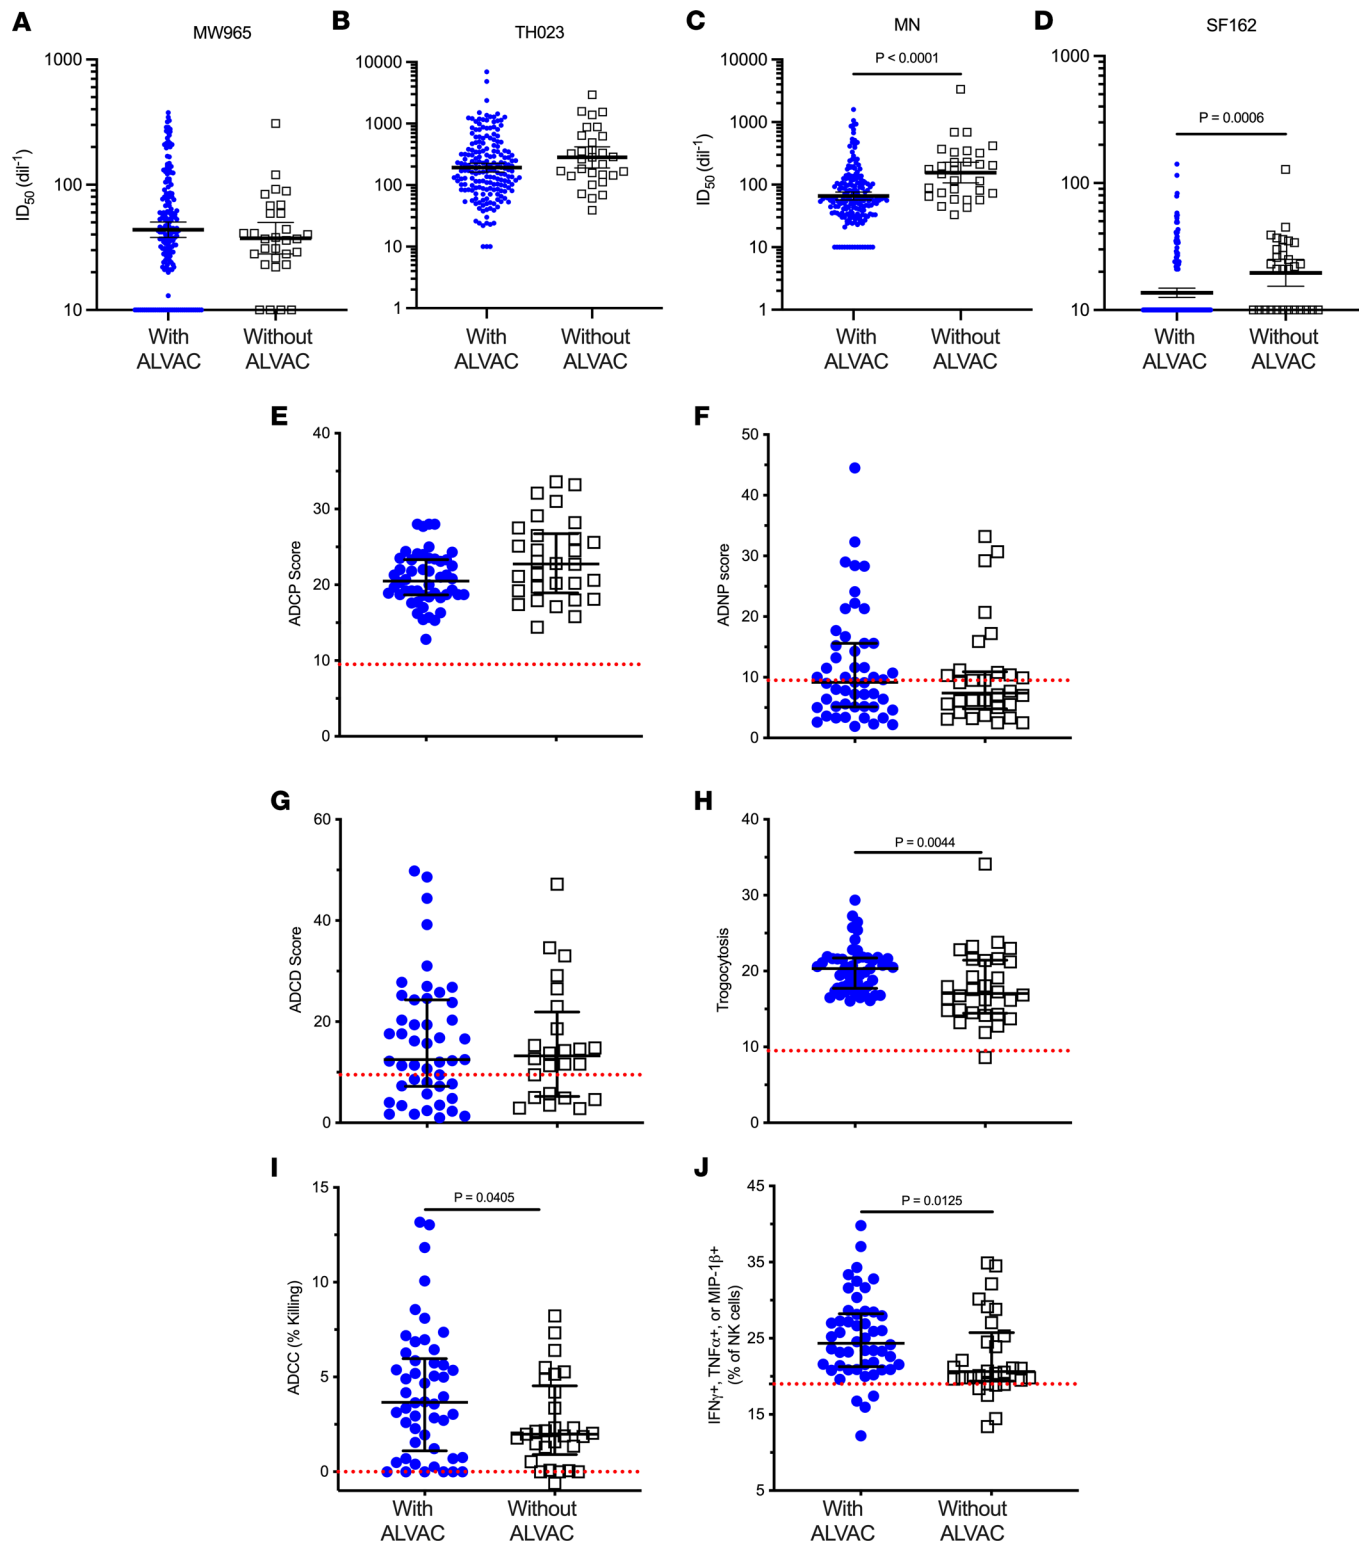 A
MW965
1000
100
10
ID50 (dil-1)
With
ALVAC
Without
ALVAC
B
TH023
10000
1000
100
10
1
With
ALVAC
Without
ALVAC
C
MN
P < 0.0001
10000
1000
100
10
1
ID50 (dil-1)
With
ALVAC
Without
ALVAC
D
SF162
P = 0.0006
1000
100
10
With
ALVAC
Without
ALVAC
E
40
30
20
10
0
ADCP Score
F
50
40
30
20
10
0
ADNP score
G
60
40
20
0
ADCD Score
H
P = 0.0044
40
30
20
10
0
Trogocytosis
I
P = 0.0405
15
10
5
0
ADCC (% Killing)
With
ALVAC
Without
ALVAC
J
P = 0.0125
45
35
25
15
5
IFNγ+, TNFα+, or MIP-1β+
(% of NK cells)
With
ALVAC
Without
ALVAC